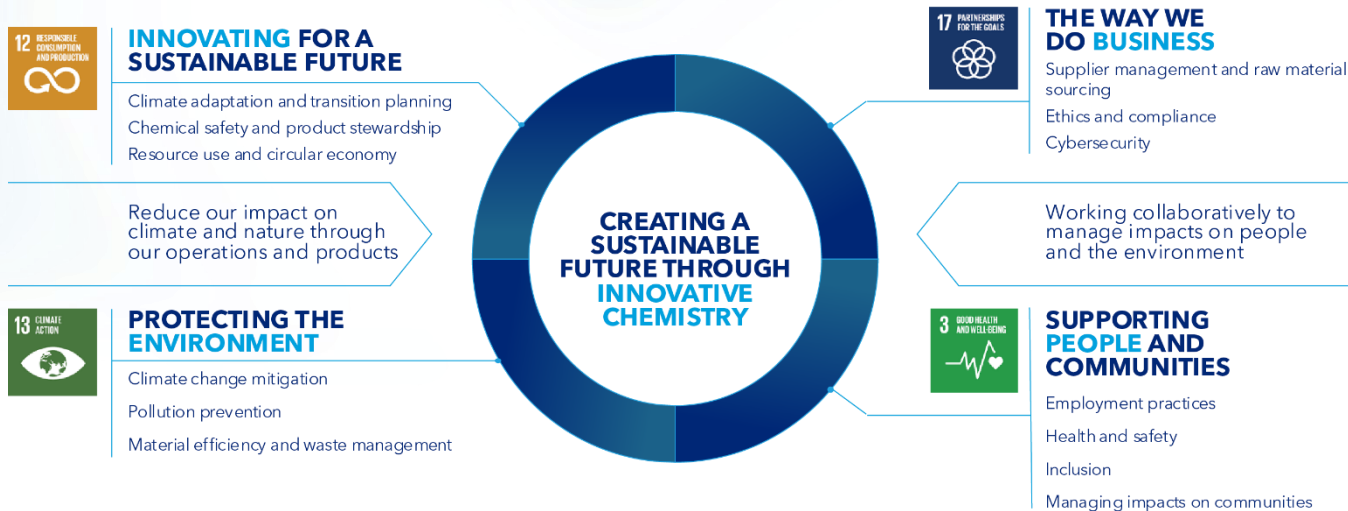 12 RESPONSIBLE
CONSUMPTION
AND PRODUCTION
INNOVATING FOR A
SUSTAINABLE FUTURE
Climate adaptation and transition planning
Chemical safety and product stewardship
Resource use and circular economy
Reduce our impact on
climate and nature through
our operations and products
13 CLIMATE
ACTION
PROTECTING THE
ENVIRONMENT
Climate change mitigation
Pollution prevention
Material efficiency and waste management
CREATING A
SUSTAINABLE
FUTURE THROUGH
INNOVATIVE
CHEMISTRY
17 PARTNERSHIPS
FOR THE GOALS
THE WAY WE
DO BUSINESS
Supplier management and raw material
sourcing
Ethics and compliance
Cybersecurity
Working collaboratively to
manage impacts on people
and the environment
3 GOOD HEALTH
AND WELL-BEING
SUPPORTING
PEOPLE AND
COMMUNITIES
Employment practices
Health and safety
Inclusion
Managing impacts on communities